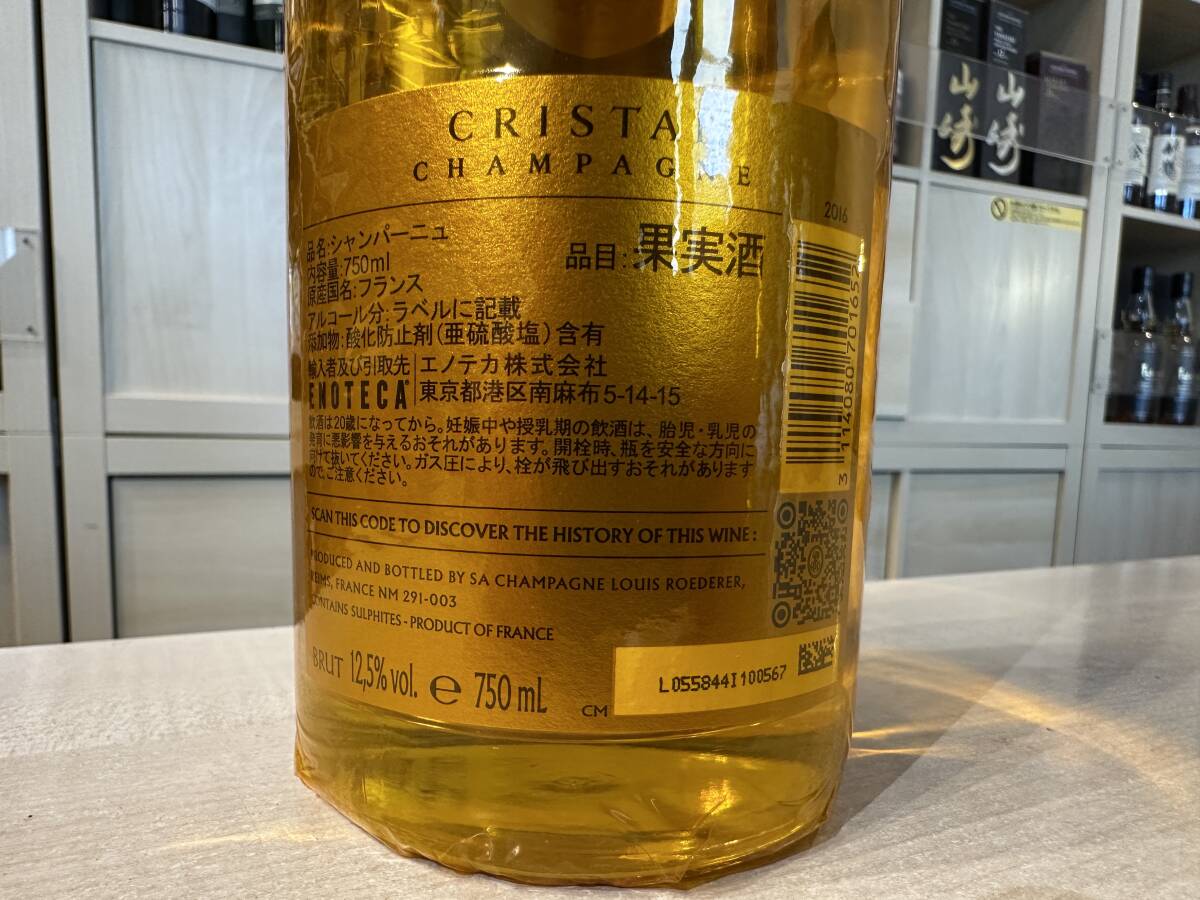 CRISTAL
CHAMPAGNE
2016
品名:シャンパーニュ
品目:果実酒
内容量:750ml
原産国名:フランス
アルコール分:ラベルに記載
添加物:酸化防止剤(亜硫酸塩)含有
輸入者及び引取先 エノテカ株式会社
ENOTECA 東京都港区南麻布5-14-15
飲酒は20歳になってから。妊娠中や授乳期の飲酒は、胎児・乳児の
発育に悪影響を与えるおそれがあります。開栓時、瓶を安全な方向に
向けて抜いてください。ガス圧により、栓が飛び出すおそれがあります
ので、ご注意ください。
3 114080 701652
SCAN THIS CODE TO DISCOVER THE HISTORY OF THIS WINE :
PRODUCED AND BOTTLED BY SA CHAMPAGNE LOUIS ROEDERER,
REIMS, FRANCE NM 291-003
CONTAINS SULPHITES - PRODUCT OF FRANCE
BRUT 12,5% vol. e 750 mL
CM
L055844I100567
山崎
山崎